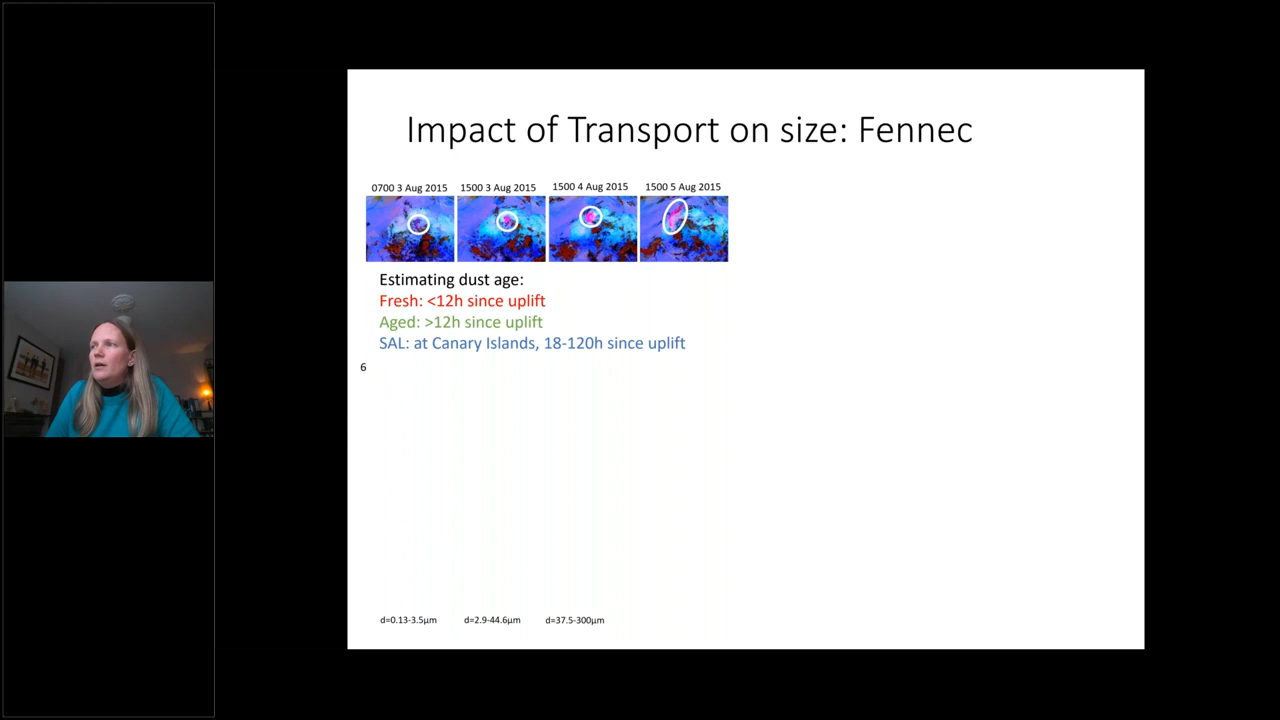 Impact of Transport on size: Fennec
0700 3 Aug 2015 1500 3 Aug 2015 1500 4 Aug 2015 1500 5 Aug 2015
Estimating dust age:
Fresh: <12h since uplift
Aged: >12h since uplift
SAL: at Canary Islands, 18-120h since uplift
6
d=0.13-3.5µm d=2.9-44.6µm d=37.5-300µm